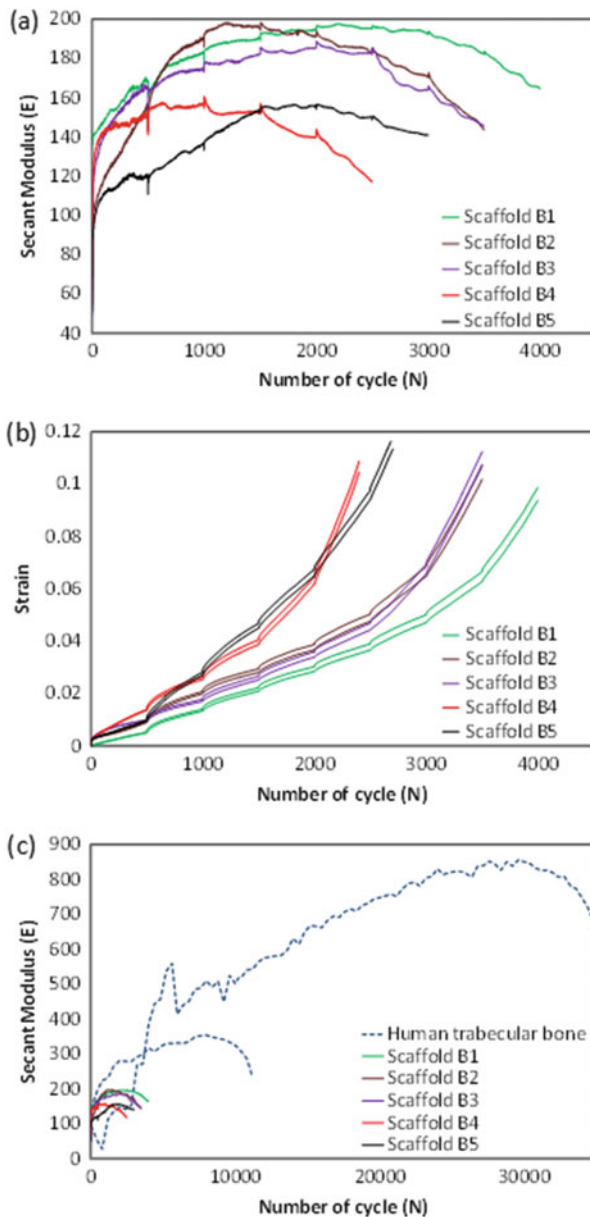 (a)
200
180
160
140
120
100
80
60
40
Secant Modulus (E)
Scaffold B1
Scaffold B2
Scaffold B3
Scaffold B4
Scaffold B5
0 1000 2000 3000 4000
Number of cycle (N)
(b)
0.12
0.1
0.08
0.06
0.04
0.02
0
Strain
Scaffold B1
Scaffold B2
Scaffold B3
Scaffold B4
Scaffold B5
0 1000 2000 3000 4000
Number of cycle (N)
(c)
900
800
700
600
500
400
300
200
100
0
Secant Modulus (E)
Human trabecular bone
Scaffold B1
Scaffold B2
Scaffold B3
Scaffold B4
Scaffold B5
0 10000 20000 30000
Number of cycle (N)